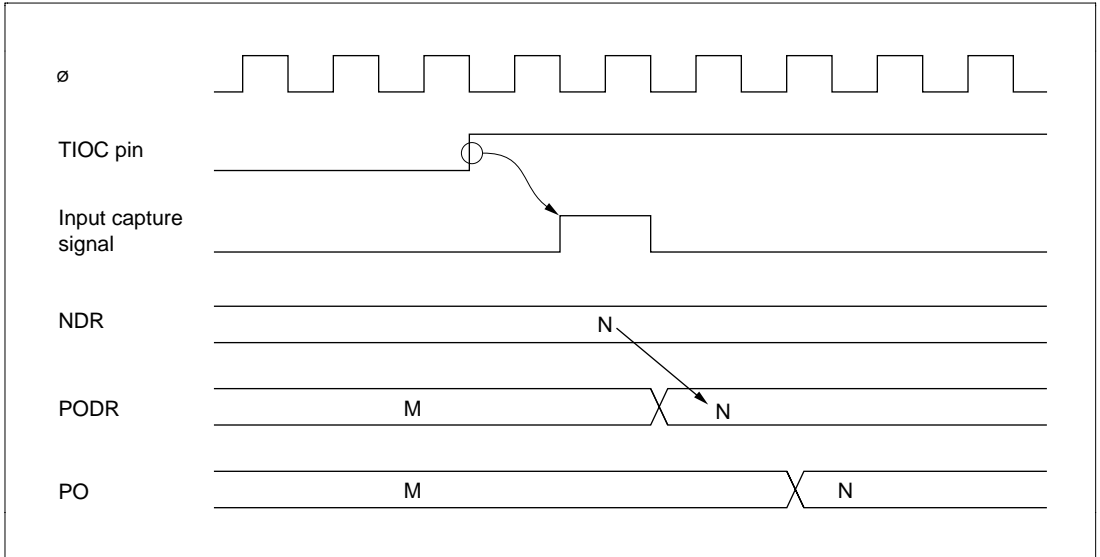 ø
TIOC pin
Input capture
signal
NDR
N
PODR
M
N
PO
M
N